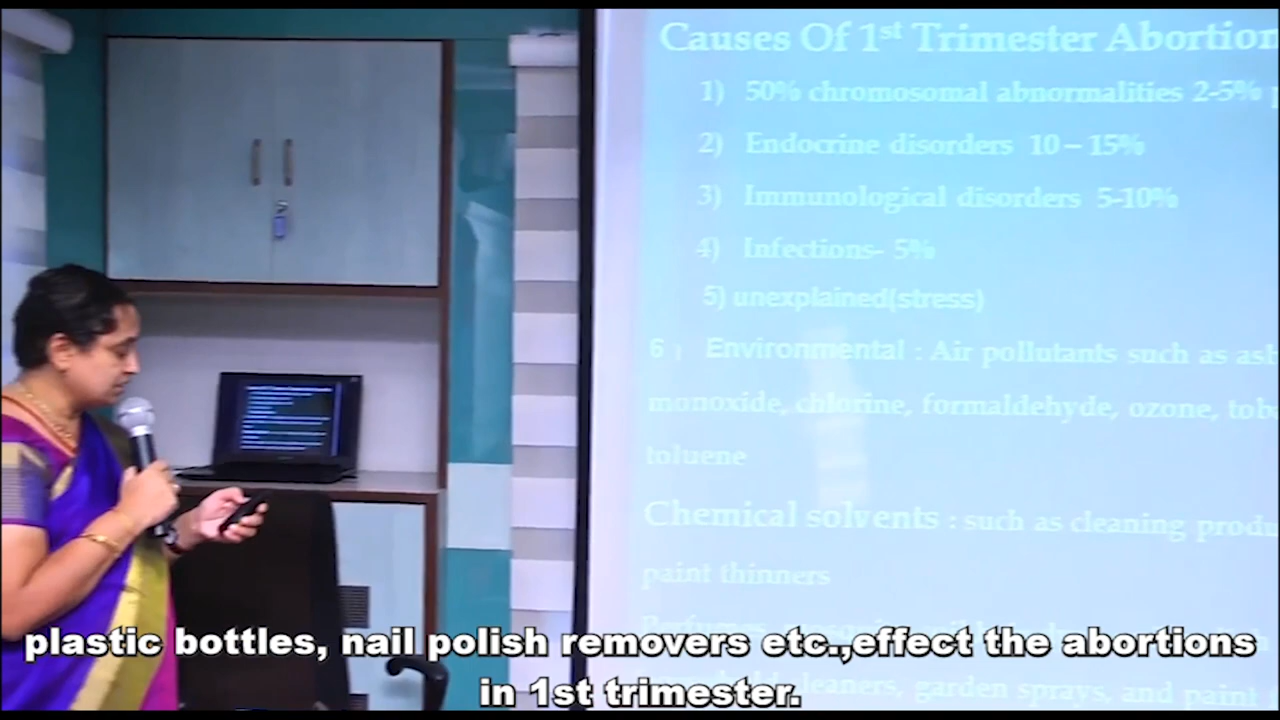 Causes Of 1st Trimester Abortion
1) 50% chromosomal abnormalities 2-5%
2) Endocrine disorders 10 – 15%
3) Immunological disorders 5-10%
4) Infections- 5%
5) unexplained(stress)
6 Environmental : Air pollutants such as
monoxide, chlorine, formaldehyde, ozone,
toluene
Chemical solvents : such as cleaning
paint thinners
cleaners, garden sprays, and paint
plastic bottles, nail polish removers etc.,effect the abortions
in 1st trimester.